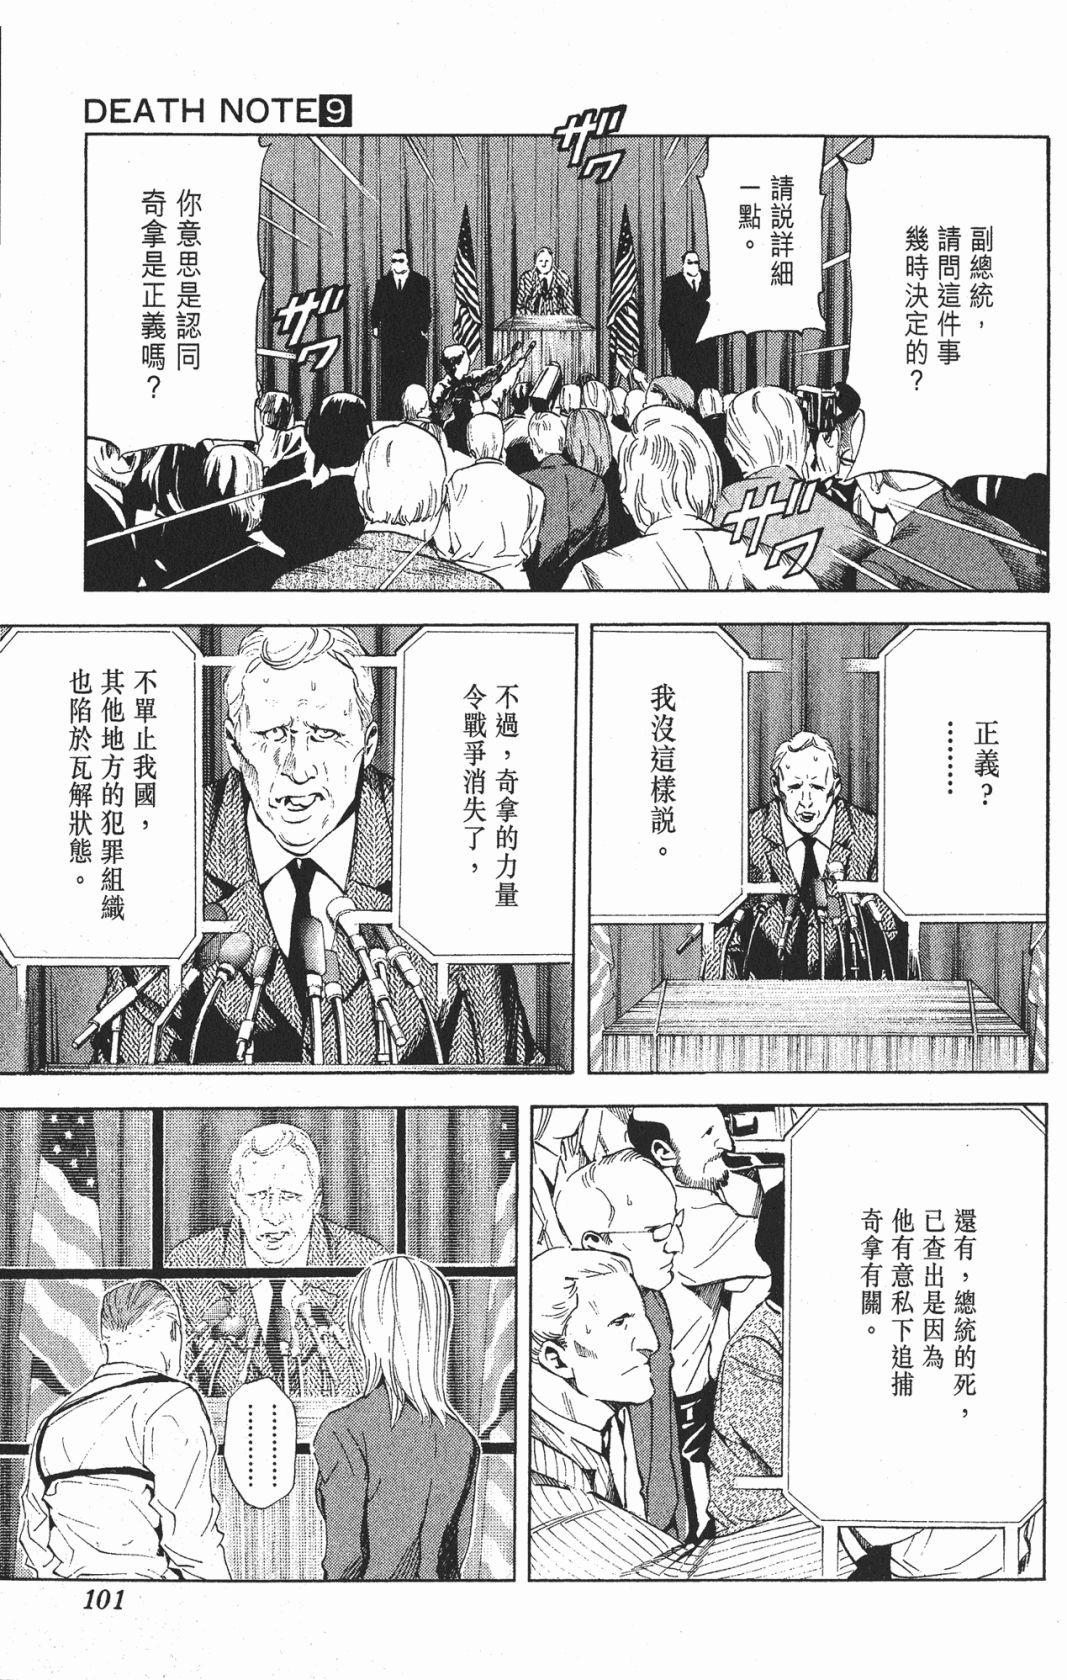 DEATH NOTE 9
ザワ
副總統，
請問這件事
幾時決定的？
請說詳細
一點。
ザワ
你意思是認同
奇拿是正義嗎？
ザワ
正義？
………
我沒這樣說。
不過，奇拿的力量
令戰爭消失了，
不單止我國，
其他地方的犯罪組織
也陷於瓦解狀態。
還有，總統的死，
已查出是因為
他有意私下追捕
奇拿有關。
…………
101